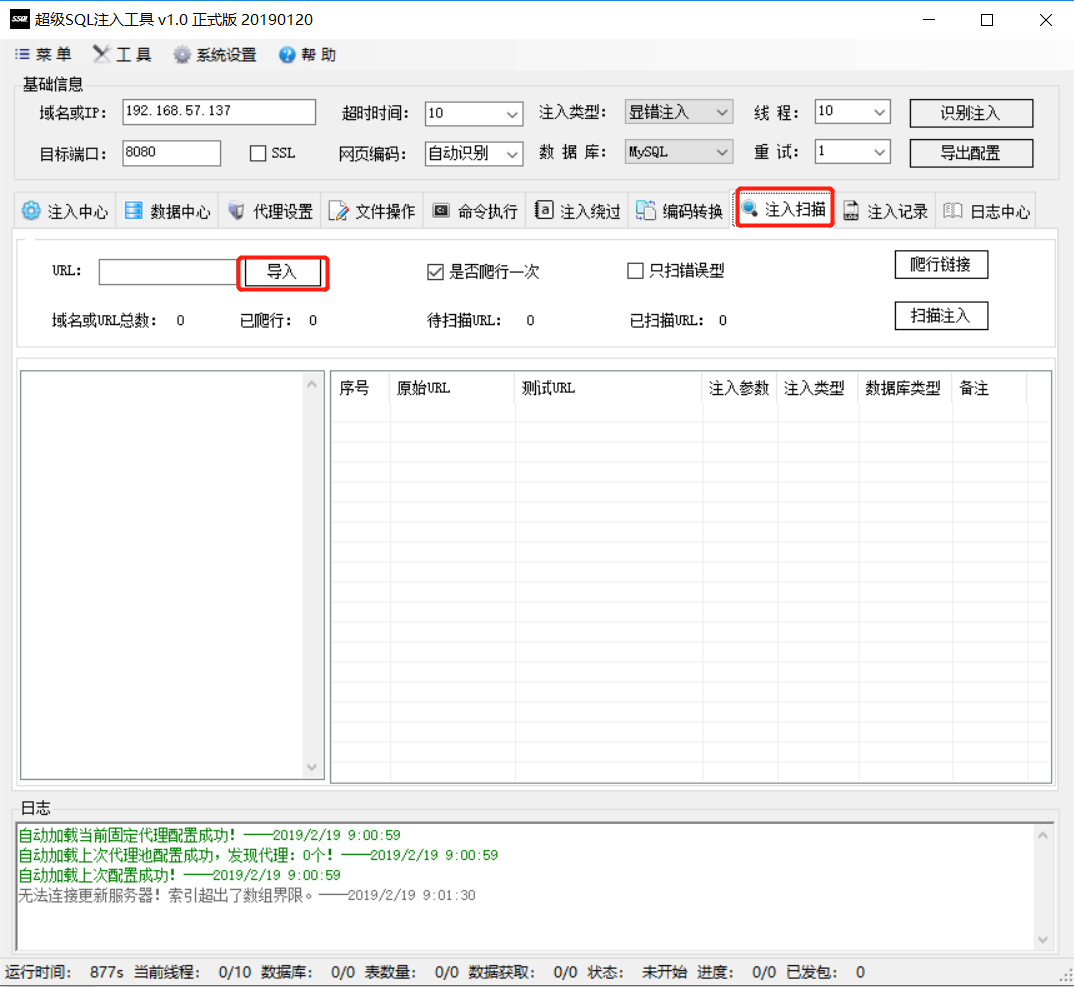 SSQL 超级SQL注入工具 v1.0 正式版 20190120
菜 单 工 具 系统设置 帮 助
基础信息
域名或IP: 192.168.57.137 超时时间: 10 注入类型: 显错注入 线 程: 10 识别注入
目标端口: 8080 SSL 网页编码: 自动识别 数 据 库: MySQL 重 试: 1 导出配置
注入中心 数据中心 代理设置 文件操作 命令执行 注入绕过 编码转换 注入扫描 注入记录 日志中心
URL: 导入 是否爬行一次 只扫错误型 爬行链接
域名或URL总数: 0 已爬行: 0 待扫描URL: 0 已扫描URL: 0 扫描注入
序号 原始URL 测试URL 注入参数 注入类型 数据库类型 备注
日志
自动加载当前固定代理配置成功! ----2019/2/19 9:00:59
自动加载上次代理池配置成功，发现代理: 0个! ----2019/2/19 9:00:59
自动加载上次配置成功! ----2019/2/19 9:00:59
无法连接更新服务器! 索引超出了数组界限。----2019/2/19 9:01:30
运行时间: 877s 当前线程: 0/10 数据库: 0/0 表数量: 0/0 数据获取: 0/0 状态: 未开始 进度: 0/0 已发包: 0